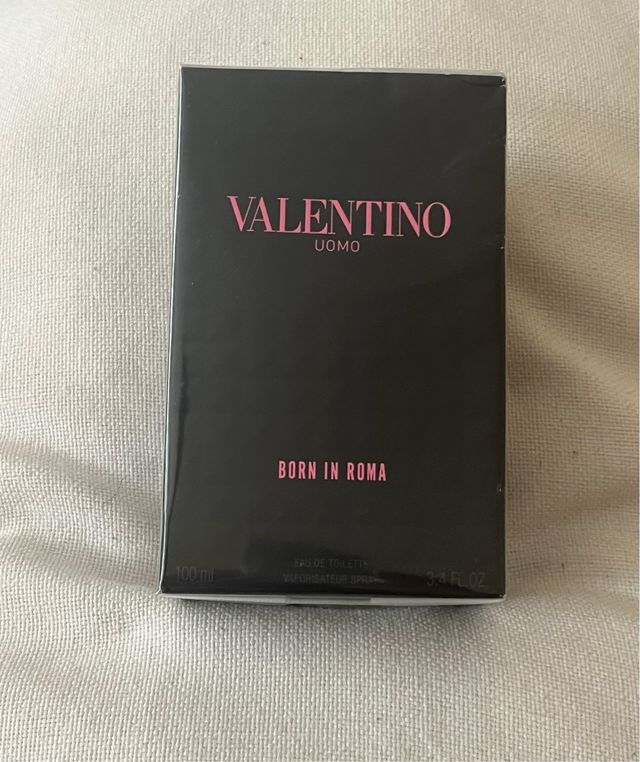 VALENTINO
UOMO
BORN IN ROMA
EAU DE TOILETTE
100 ml VAPORISATEUR SPRAY 3.4 FL.OZ